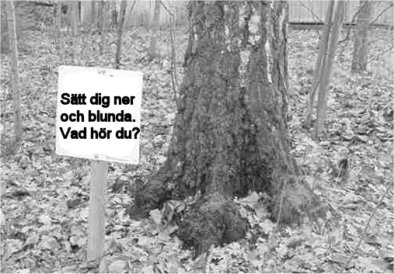 Sätt dig ner
och blunda.
Vad hör du?